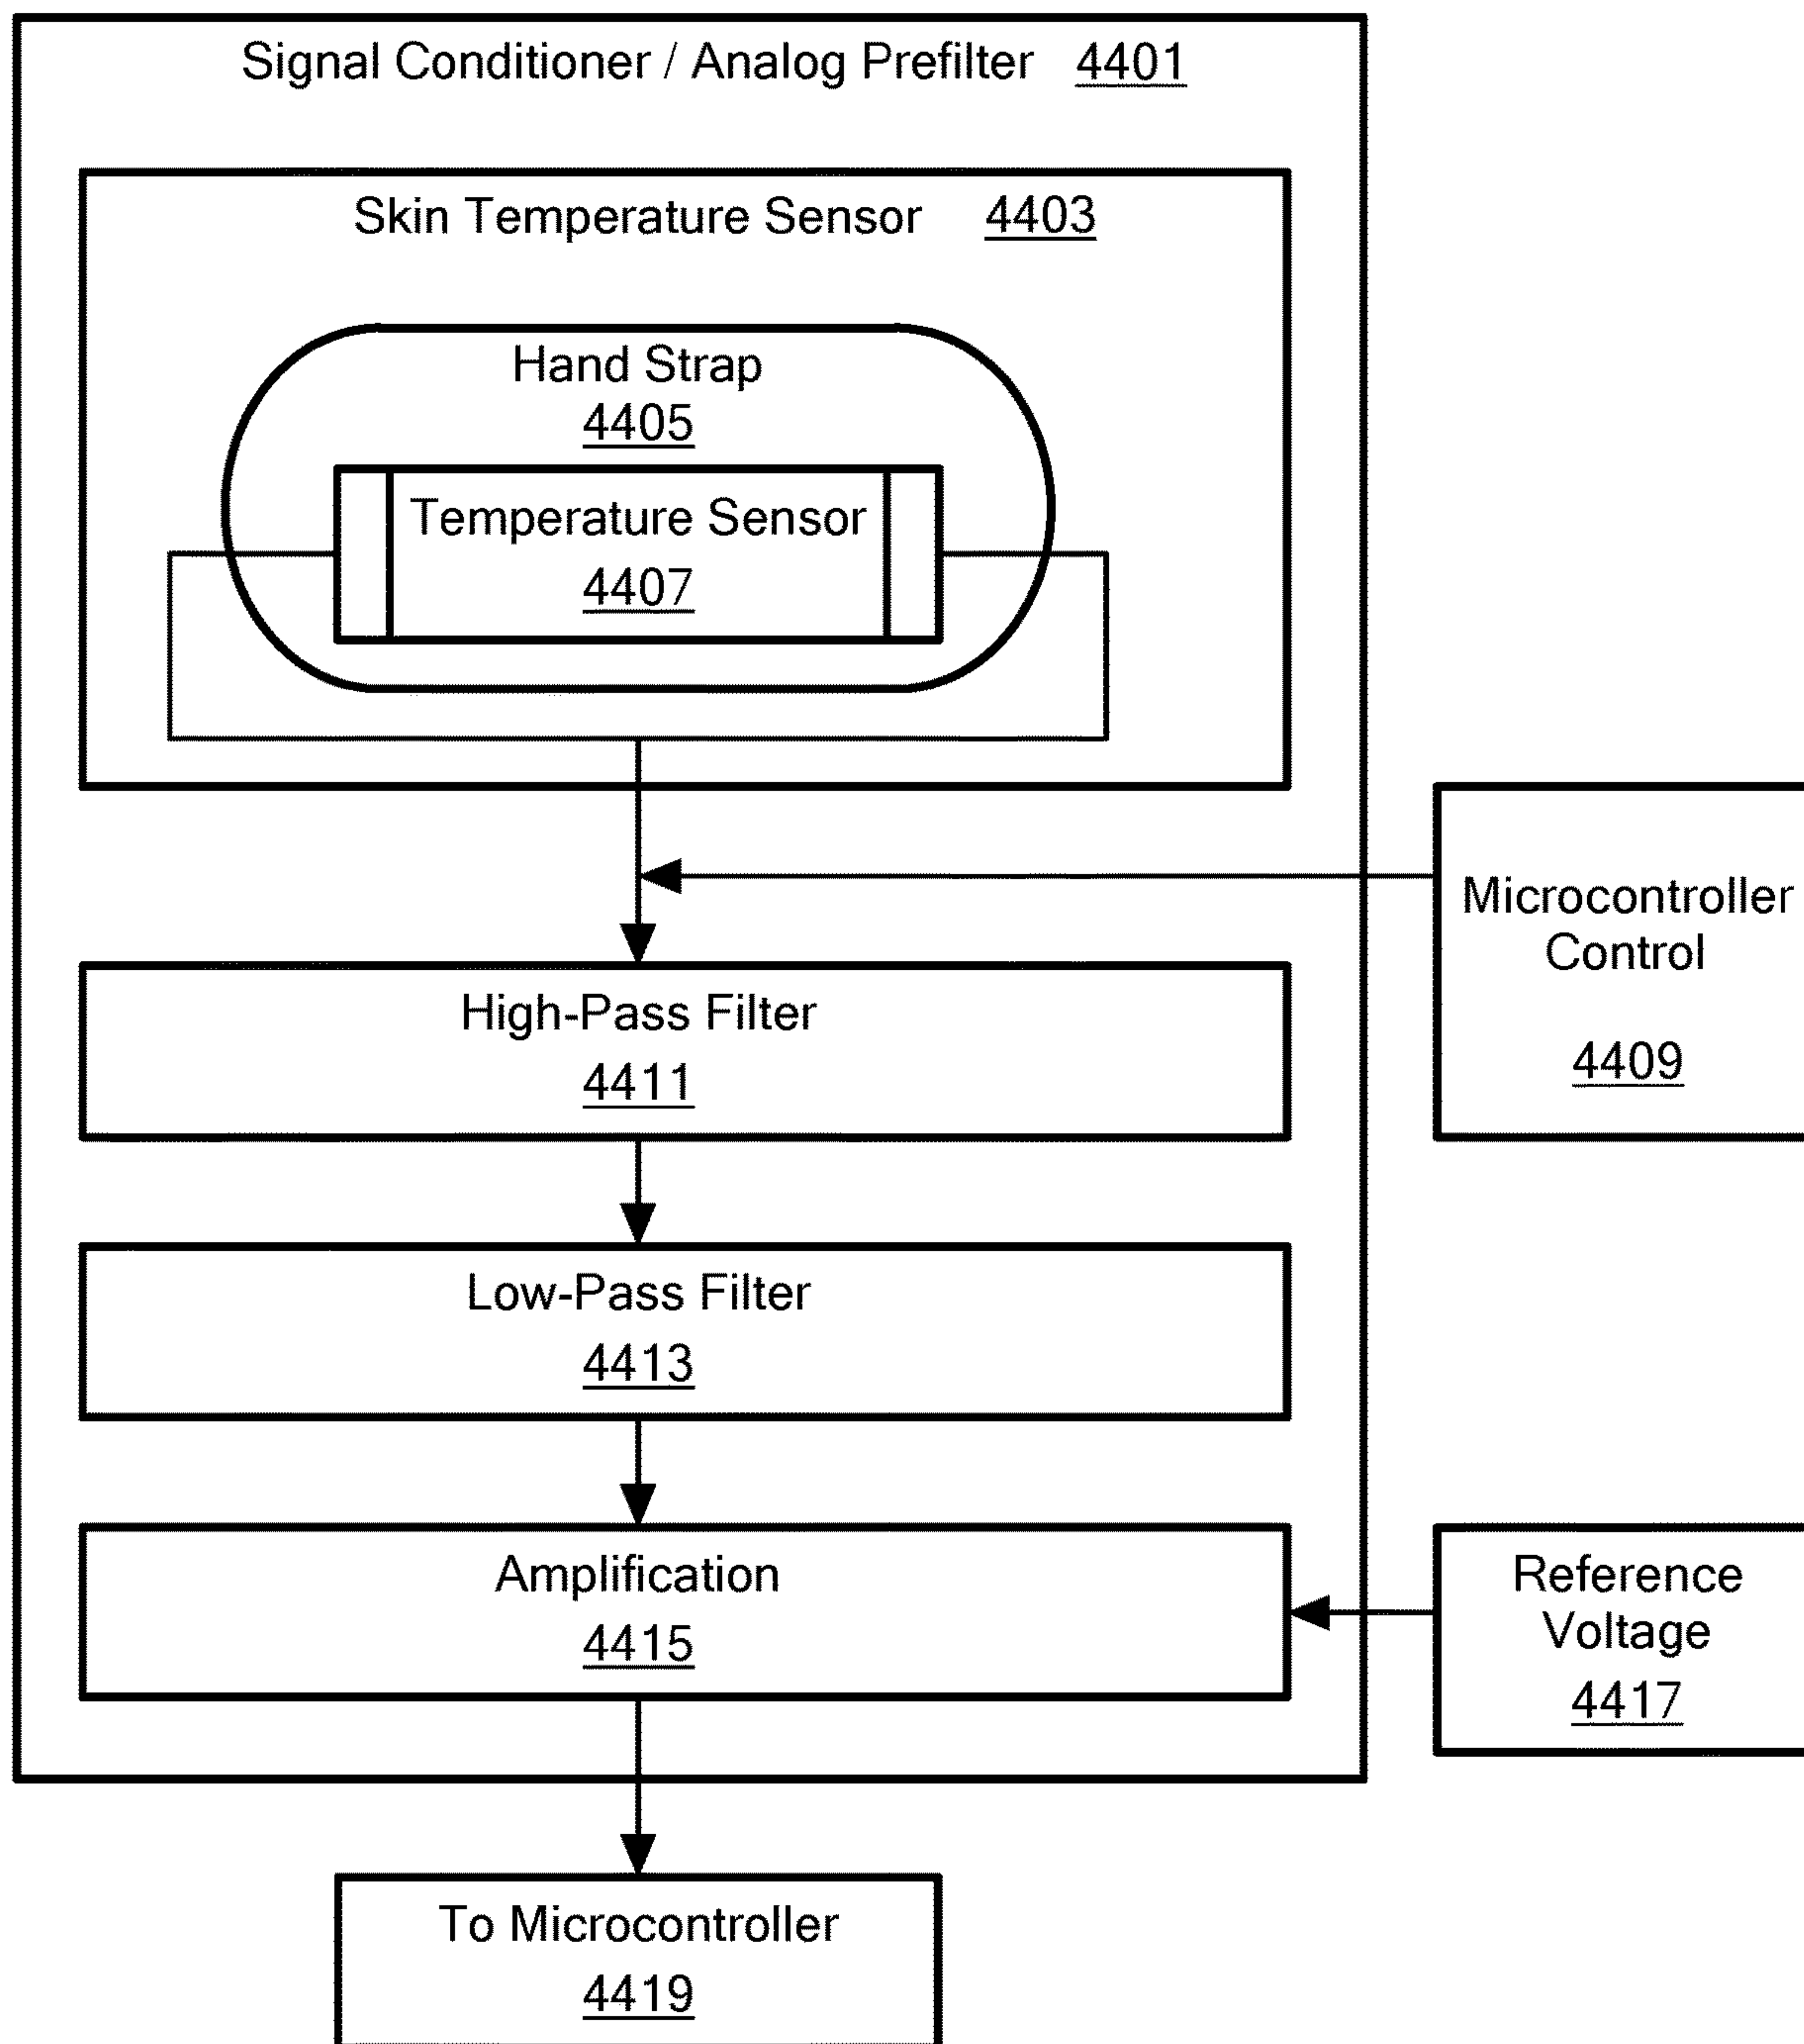 Signal Conditioner / Analog Prefilter 4401
Skin Temperature Sensor 4403
Hand Strap
4405
Temperature Sensor
4407
Microcontroller
Control
4409
High-Pass Filter
4411
Low-Pass Filter
4413
Amplification
4415
Reference
Voltage
4417
To Microcontroller
4419